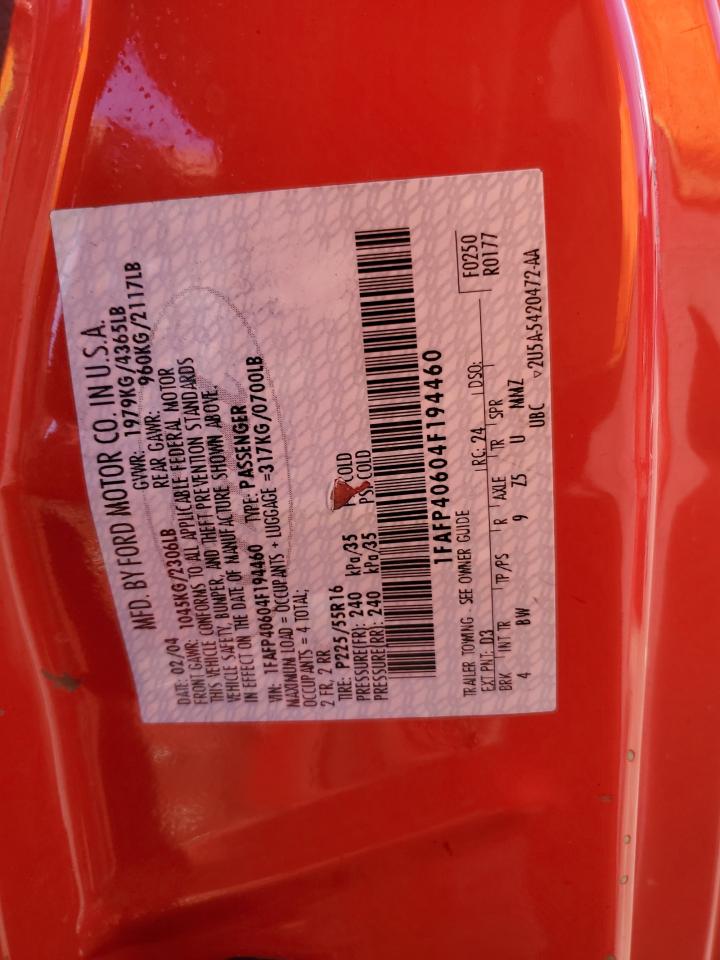 MFD. BY FORD MOTOR CO. IN U.S.A.
DATE: 02/04 GVWR: 1979KG/4365LB
FRONT GAWR: 1045KG/2306LB REAR GAWR: 960KG/2117LB
THIS VEHICLE CONFORMS TO ALL APPLICABLE FEDERAL MOTOR
VEHICLE SAFETY, BUMPER, AND THEFT PREVENTION STANDARDS
IN EFFECT ON THE DATE OF MANUFACTURE SHOWN ABOVE.
VIN: 1FAFP40604F194460 TYPE: PASSENGER
MAXIMUM LOAD = OCCUPANTS + LUGGAGE =317KG/0700LB
OCCUPANTS = 4 TOTAL;
2 FR, 2 RR
TIRE: P225/55R16
PRESSURE(FR): 240 kPa/35 PSI COLD
PRESSURE(RR): 240 kPa/35 PSI COLD
1FAFP40604F194460
F0250
R0177
TRAILER TOWING - SEE OWNER GUIDE
EXT PNT: D3 RC: 24 DSO:
BRK INT TR TP/PS R AXLE TR SPR
4 BW 9 Z5 U MMZ
UBC ▽2U5A-5420472-AA